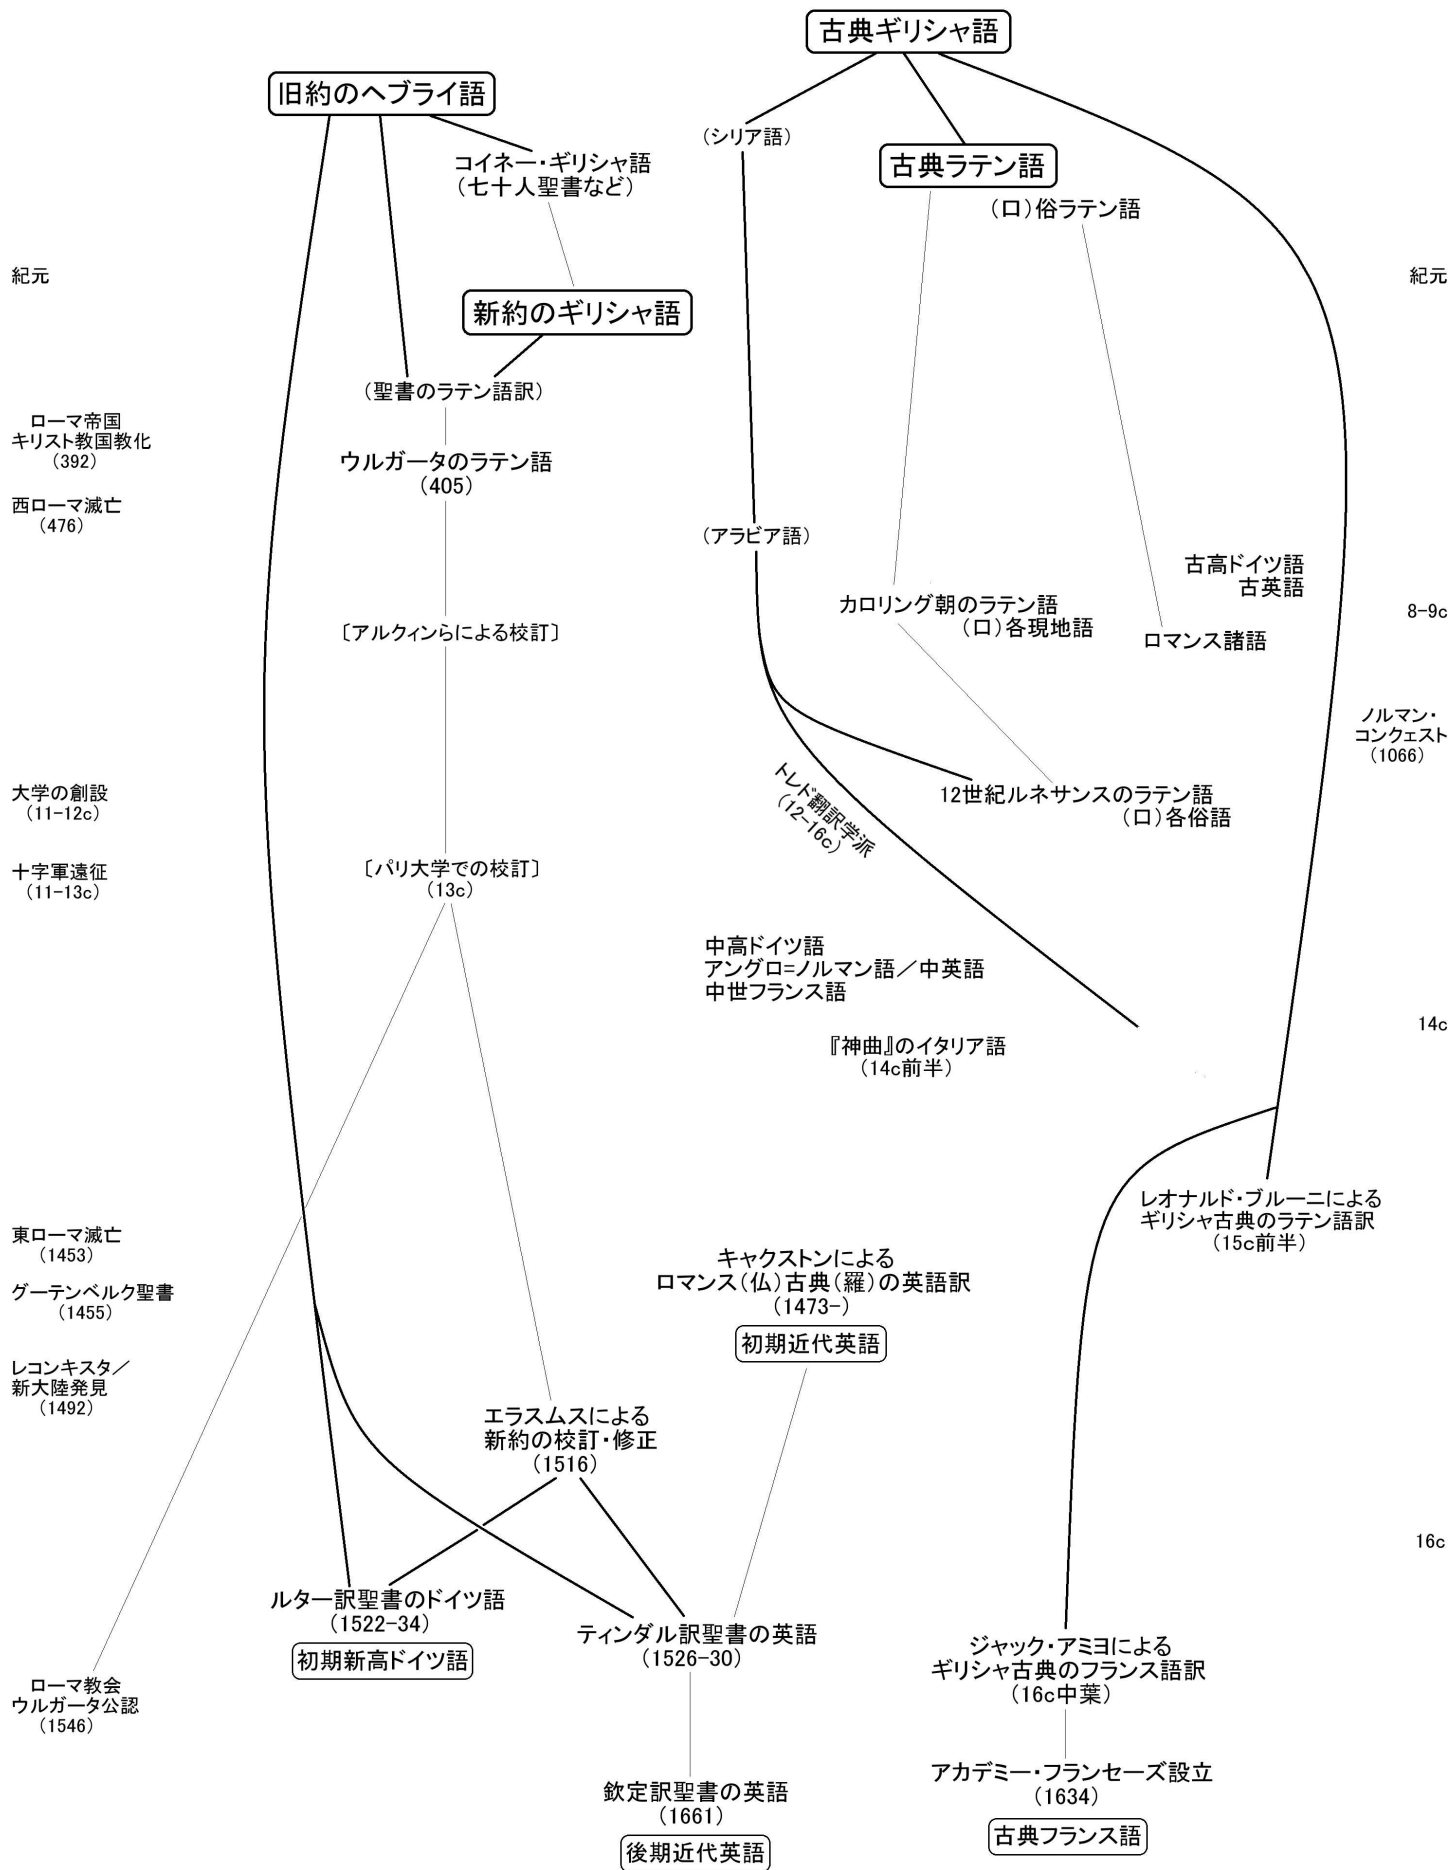 古典ギリシャ語
旧約のヘブライ語
(シリア語)
コイネー・ギリシャ語
(七十人聖書など)
古典ラテン語
(口)俗ラテン語
紀元
紀元
新約のギリシャ語
(聖書のラテン語訳)
ローマ帝国
キリスト教国教化
(392)
ウルガータのラテン語
(405)
西ローマ滅亡
(476)
(アラビア語)
古高ドイツ語
古英語
8-9c
カロリング朝のラテン語
(口)各現地語
ロマンス諸語
〔アルクィンらによる校訂〕
ノルマン・
コンクェスト
(1066)
大学の創設
(11-12c)
トレド翻訳学派
(12-16c)
12世紀ルネサンスのラテン語
(口)各俗語
十字軍遠征
(11-13c)
〔パリ大学での校訂〕
(13c)
中高ドイツ語
アングロ=ノルマン語/中英語
中世フランス語
14c
『神曲』のイタリア語
(14c前半)
レオナルド・ブルーニによる
ギリシャ古典のラテン語訳
(15c前半)
東ローマ滅亡
(1453)
キャクストンによる
ロマンス(仏)古典(羅)の英語訳
(1473-)
初期近代英語
グーテンベルク聖書
(1455)
レコンキスタ/
新大陸発見
(1492)
エラスムスによる
新約の校訂・修正
(1516)
16c
ルター訳聖書のドイツ語
(1522-34)
初期新高ドイツ語
ティンダル訳聖書の英語
(1526-30)
ジャック・アミヨによる
ギリシャ古典のフランス語訳
(16c中葉)
ローマ教会
ウルガータ公認
(1546)
欽定訳聖書の英語
(1661)
後期近代英語
アカデミー・フランセーズ設立
(1634)
古典フランス語